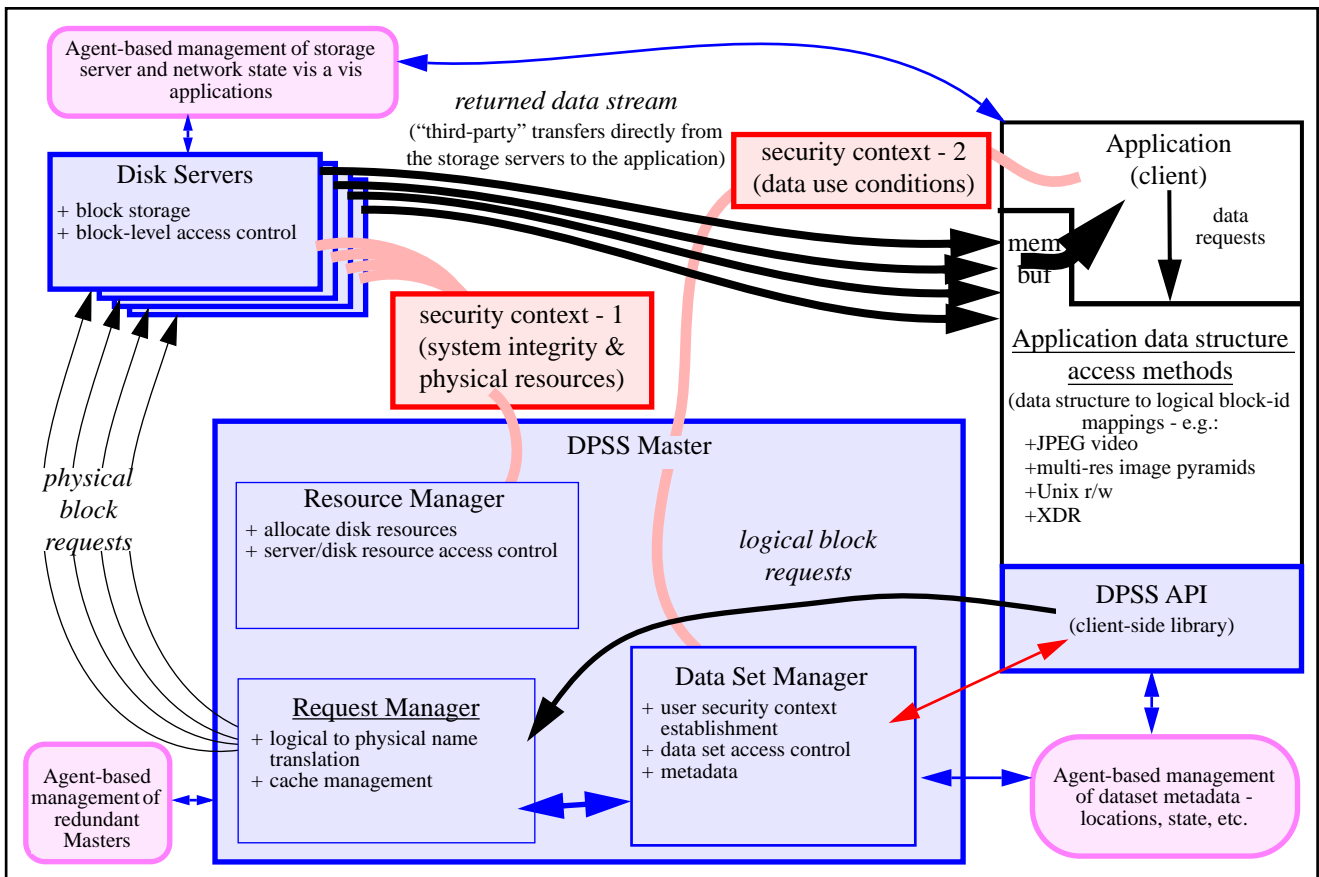 Agent-based management of storage
server and network state vis a vis
applications
returned data stream
(“third-party” transfers directly from
the storage servers to the application)
security context - 2
(data use conditions)
Application
(client)
data
requests
mem
buf
Disk Servers
+ block storage
+ block-level access control
security context - 1
(system integrity &
physical resources)
Application data structure
access methods
(data structure to logical block-id
mappings - e.g.:
+JPEG video
+multi-res image pyramids
+Unix r/w
+XDR
DPSS Master
physical
block
requests
Resource Manager
+ allocate disk resources
+ server/disk resource access control
logical block
requests
DPSS API
(client-side library)
Request Manager
+ logical to physical name
translation
+ cache management
Data Set Manager
+ user security context
establishment
+ data set access control
+ metadata
Agent-based
management of
redundant
Masters
Agent-based management
of dataset metadata -
locations, state, etc.